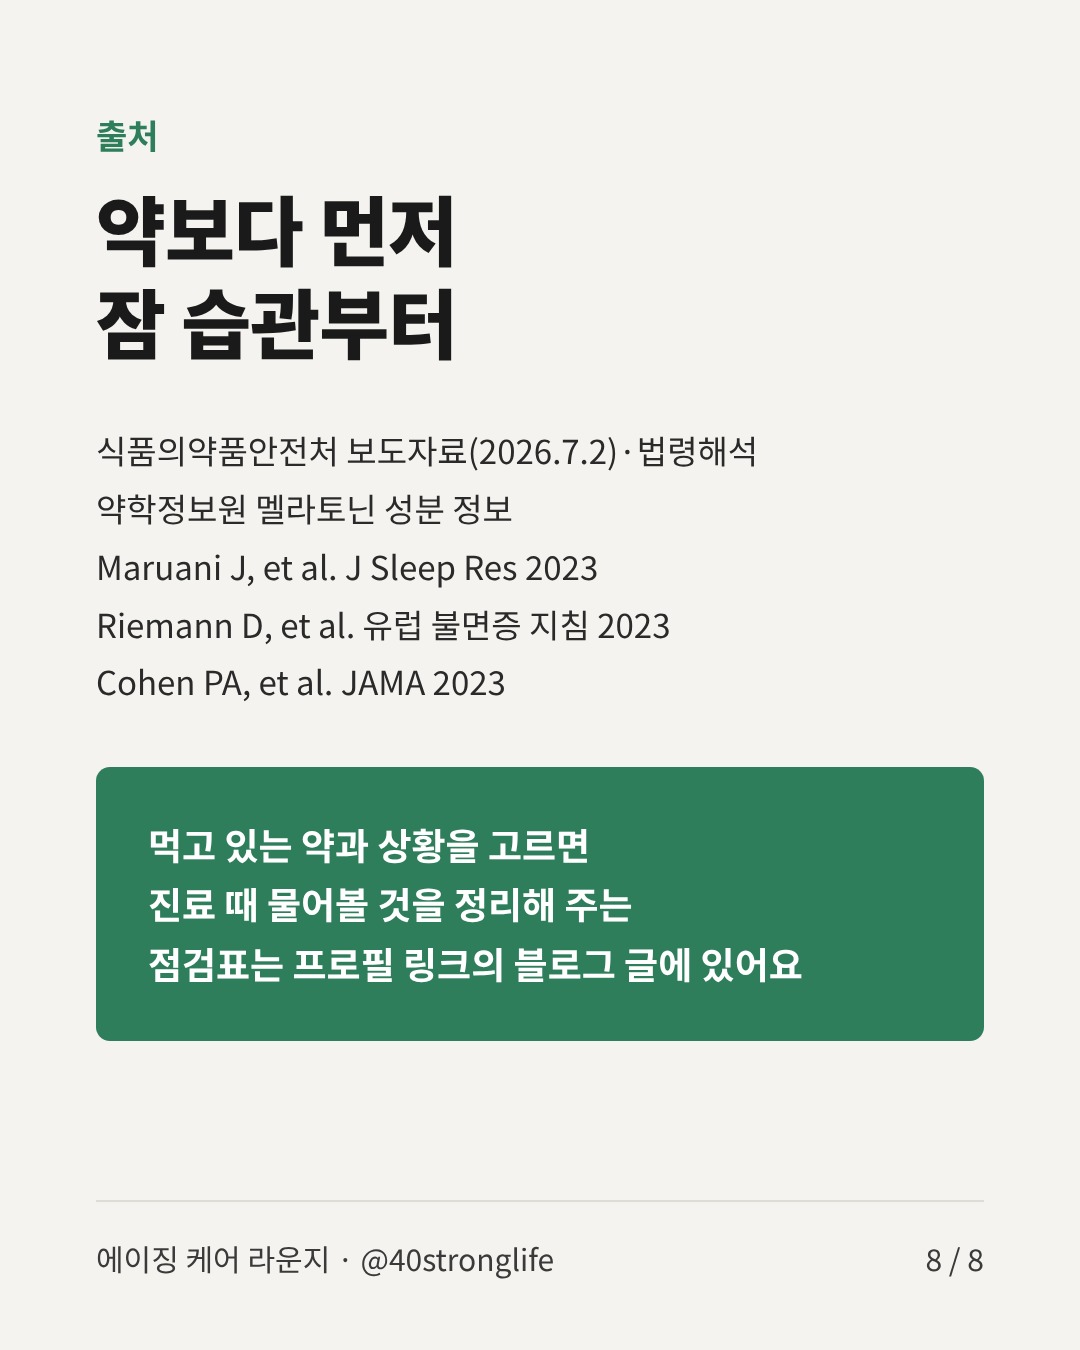 출처
약보다 먼저
잠 습관부터
식품의약품안전처 보도자료(2026.7.2)·법령해석
약학정보원 멜라토닌 성분 정보
Maruani J, et al. J Sleep Res 2023
Riemann D, et al. 유럽 불면증 지침 2023
Cohen PA, et al. JAMA 2023
먹고 있는 약과 상황을 고르면
진료 때 물어볼 것을 정리해 주는
점검표는 프로필 링크의 블로그 글에 있어요
에이징 케어 라운지 · @40stronglife
8 / 8